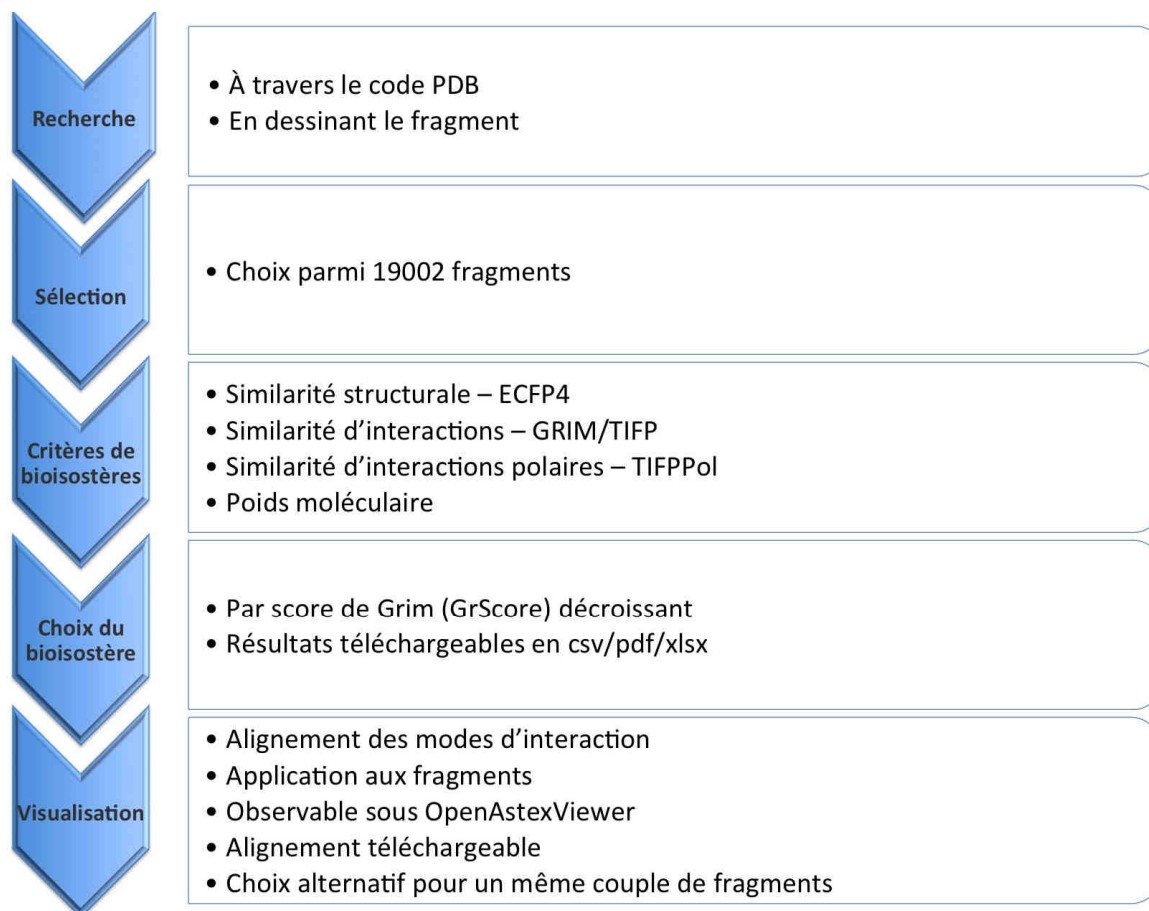 Recherche
• À travers le code PDB
• En dessinant le fragment
Sélection
• Choix parmi 19002 fragments
Critères de
bioisostères
• Similarité structurale – ECFP4
• Similarité d’interactions – GRIM/TIFP
• Similarité d’interactions polaires – TIFPPol
• Poids moléculaire
Choix du
bioisostère
• Par score de Grim (GrScore) décroissant
• Résultats téléchargeables en csv/pdf/xlsx
Visualisation
• Alignement des modes d’interaction
• Application aux fragments
• Observable sous OpenAstexViewer
• Alignement téléchargeable
• Choix alternatif pour un même couple de fragments